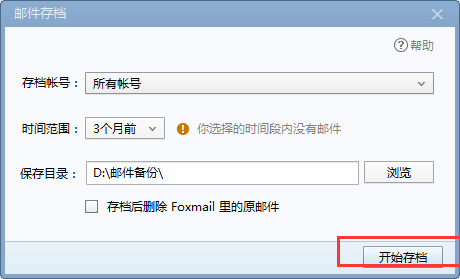 邮件存档
帮助
存档帐号： 所有帐号
时间范围： 3个月前 你选择的时间段内没有邮件
保存目录： D:\邮件备份\ 浏览
存档后删除 Foxmail 里的原邮件
开始存档